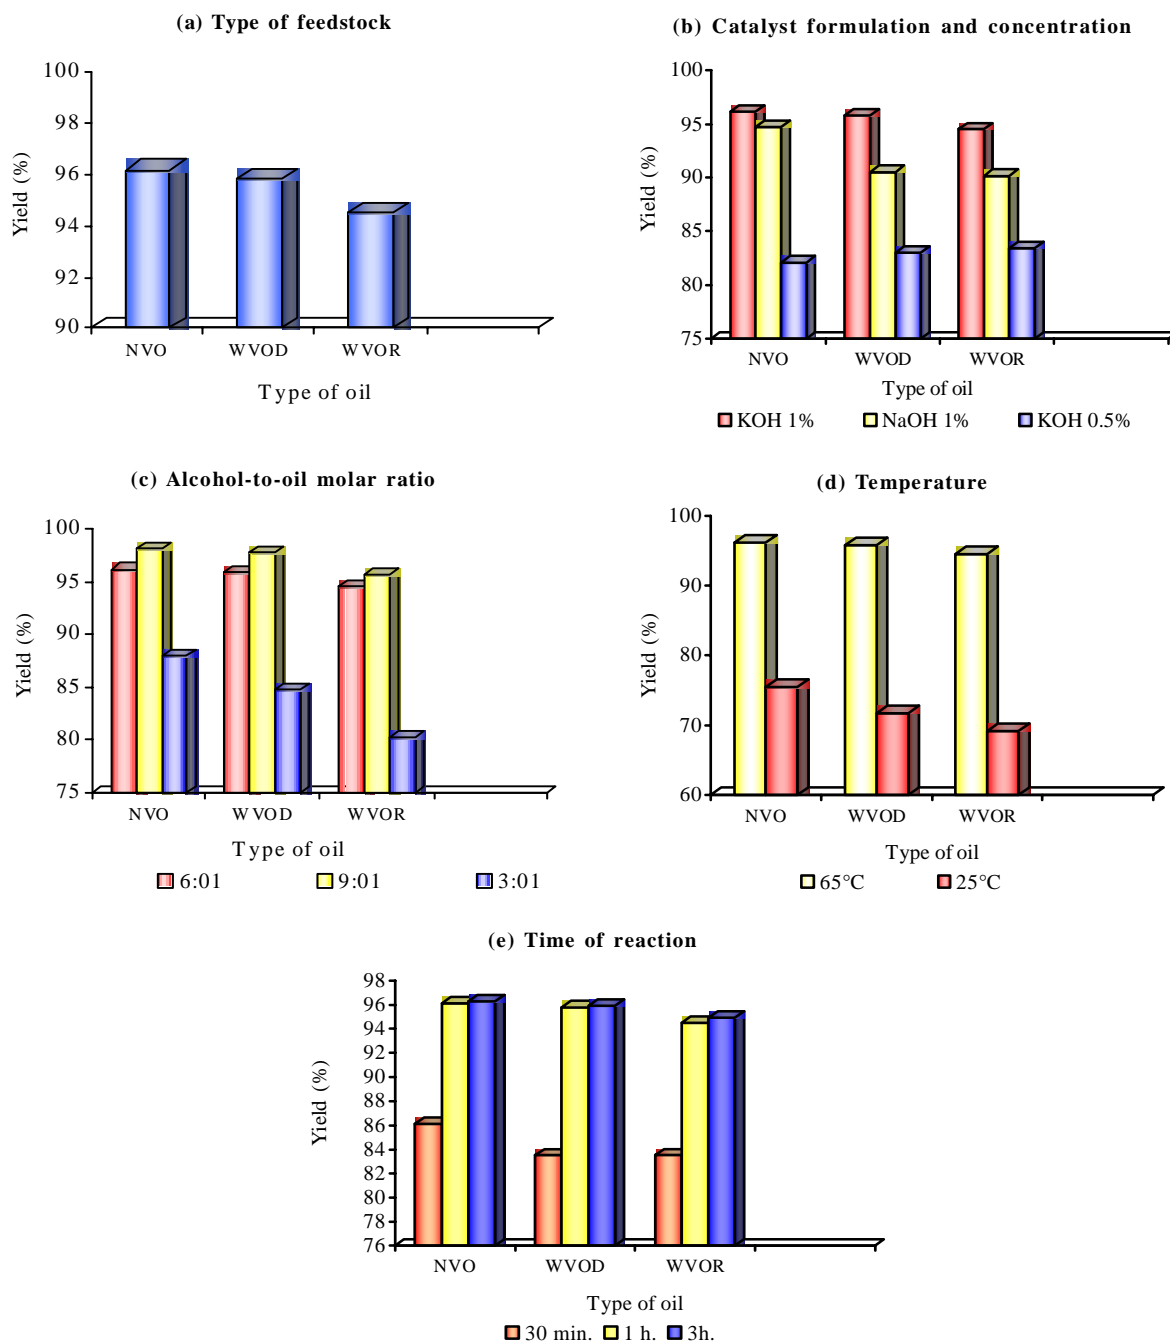 (a) Type of feedstock
100
98
96
94
92
90
Yield (%)
NVO WVOD WVOR
Type of oil
(b) Catalyst formulation and concentration
100
95
90
85
80
75
Yield (%)
NVO WVOD WVOR
Type of oil
KOH 1% NaOH 1% KOH 0.5%
(c) Alcohol-to-oil molar ratio
100
95
90
85
80
75
Yield (%)
NVO WVOD WVOR
Type of oil
6:01 9:01 3:01
(d) Temperature
100
90
80
70
60
Yield (%)
NVO WVOD WVOR
Type of oil
65°C 25°C
(e) Time of reaction
98
96
94
92
90
88
86
84
82
80
78
76
Yield (%)
NVO WVOD WVOR
Type of oil
30 min. 1 h. 3h.